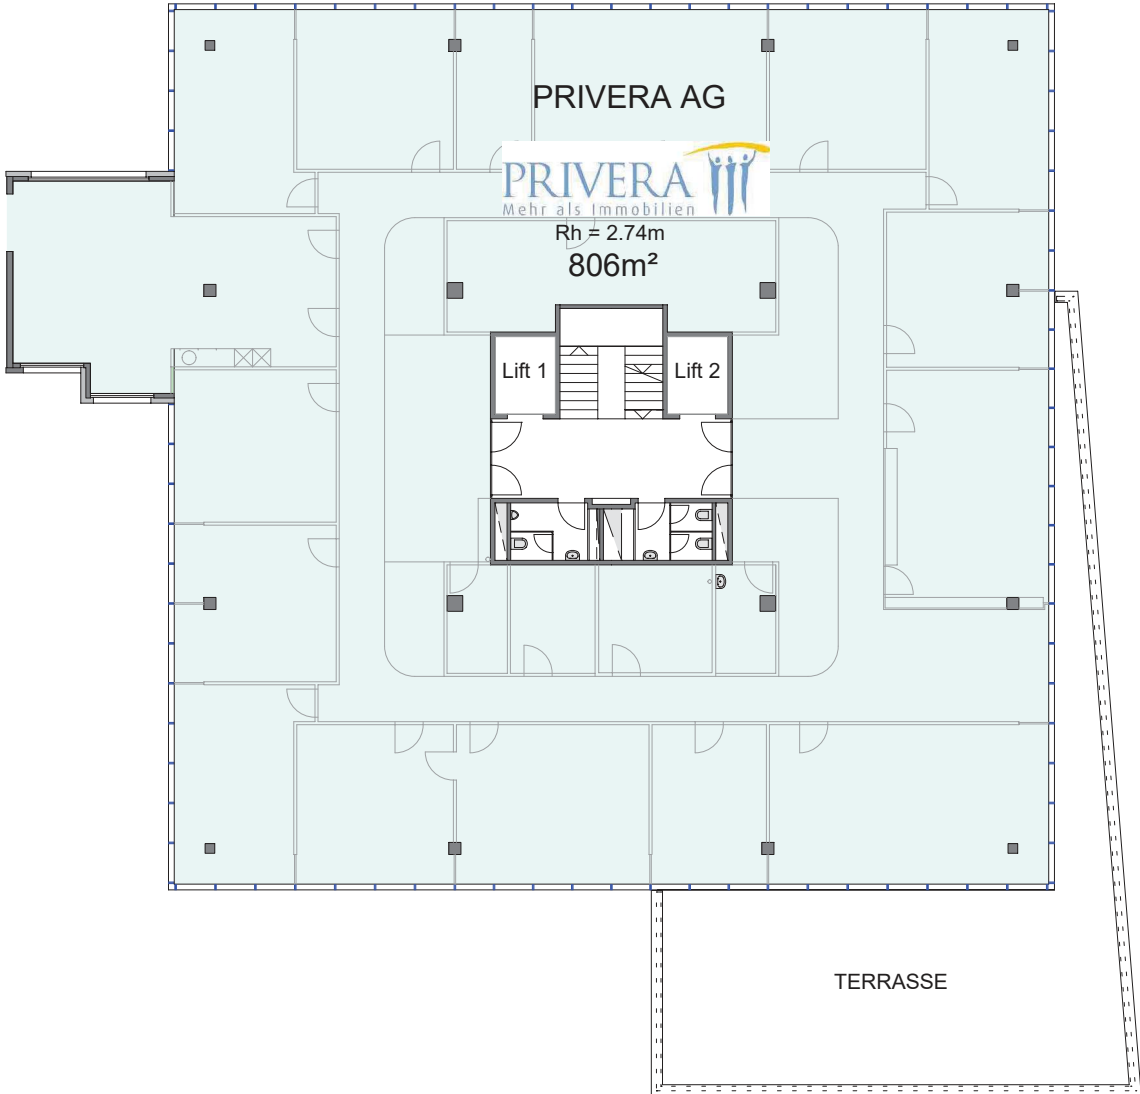 PRIVERA AG
PRIVERA
Mehr als Immobilien
Rh = 2.74m
806m²
Lift 1
Lift 2
TERRASSE